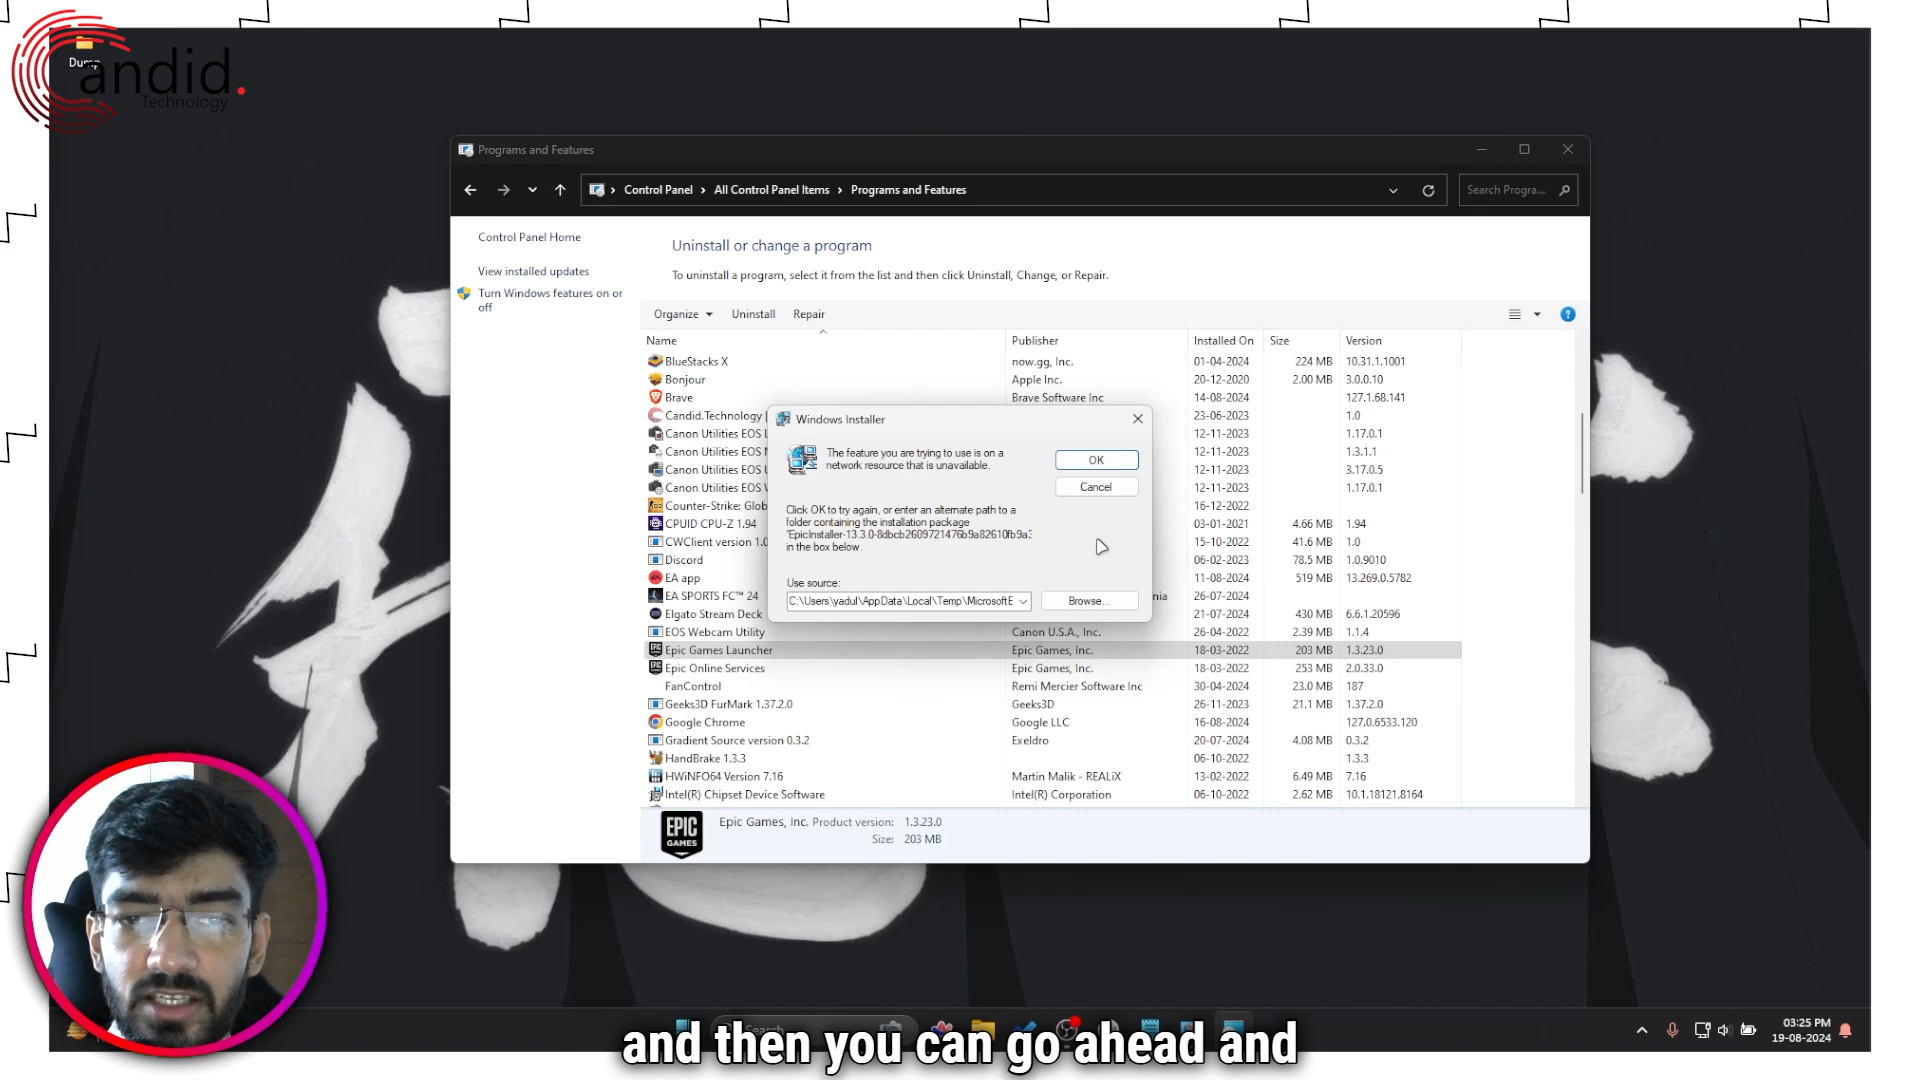 Dump
Candid.
Technology
Programs and Features
Control Panel
All Control Panel Items
Programs and Features
Search Progra...
Control Panel Home
View installed updates
Turn Windows features on or
off
Uninstall or change a program
To uninstall a program, select it from the list and then click Uninstall, Change, or Repair.
Organize
Uninstall
Repair
Name Publisher Installed On Size Version
BlueStacks X now.gg, Inc. 01-04-2024 224 MB 10.31.1.1001
Bonjour Apple Inc. 20-12-2020 2.00 MB 3.0.0.10
Brave Brave Software Inc 14-08-2024 127.1.68.141
Candid.Technology | 23-06-2023 1.0
Canon Utilities EOS L 12-11-2023 1.17.0.1
Canon Utilities EOS 12-11-2023 1.3.1.1
Canon Utilities EOS U 12-11-2023 3.17.0.5
Canon Utilities EOS 12-11-2023 1.17.0.1
Counter-Strike: Glob 16-12-2022
CPUID CPU-Z 1.94 03-01-2021 4.66 MB 1.94
CWClient version 1.0 15-10-2022 41.6 MB 1.0
Discord 06-02-2023 78.5 MB 1.0.9010
EA app 11-08-2024 519 MB 13.269.0.5782
EA SPORTS FC™ 24 nia 26-07-2024
Elgato Stream Deck 21-07-2024 430 MB 6.6.1.20596
EOS Webcam Utility Canon U.S.A., Inc. 26-04-2022 2.39 MB 1.1.4
Epic Games Launcher Epic Games, Inc. 18-03-2022 203 MB 1.3.23.0
Epic Online Services Epic Games, Inc. 18-03-2022 253 MB 2.0.33.0
FanControl Remi Mercier Software Inc 30-04-2024 23.0 MB 187
Geeks3D FurMark 1.37.2.0 Geeks3D 26-11-2023 21.1 MB 1.37.2.0
Google Chrome Google LLC 16-08-2024 127.0.6533.120
Gradient Source version 0.3.2 Exeldro 20-07-2024 4.08 MB 0.3.2
HandBrake 1.3.3 06-10-2022 1.3.3
HWiNFO64 Version 7.16 Martin Malik - REALiX 13-02-2022 6.49 MB 7.16
Intel(R) Chipset Device Software Intel(R) Corporation 06-10-2022 2.62 MB 10.1.18121.8164
Windows Installer
The feature you are trying to use is on a
network resource that is unavailable.
OK
Cancel
Click OK to try again, or enter an alternate path to a
folder containing the installation package
'EpicInstaller-13.3.0-8dbcb2609721476b9a82610fb9a3
in the box below.
Use source:
C:\Users\yadul\AppData\Local\Temp\MicrosoftE
Browse...
EPIC
GAMES
Epic Games, Inc. Product version: 1.3.23.0
Size: 203 MB
Search
03:25 PM
19-08-2024
and then you can go ahead and